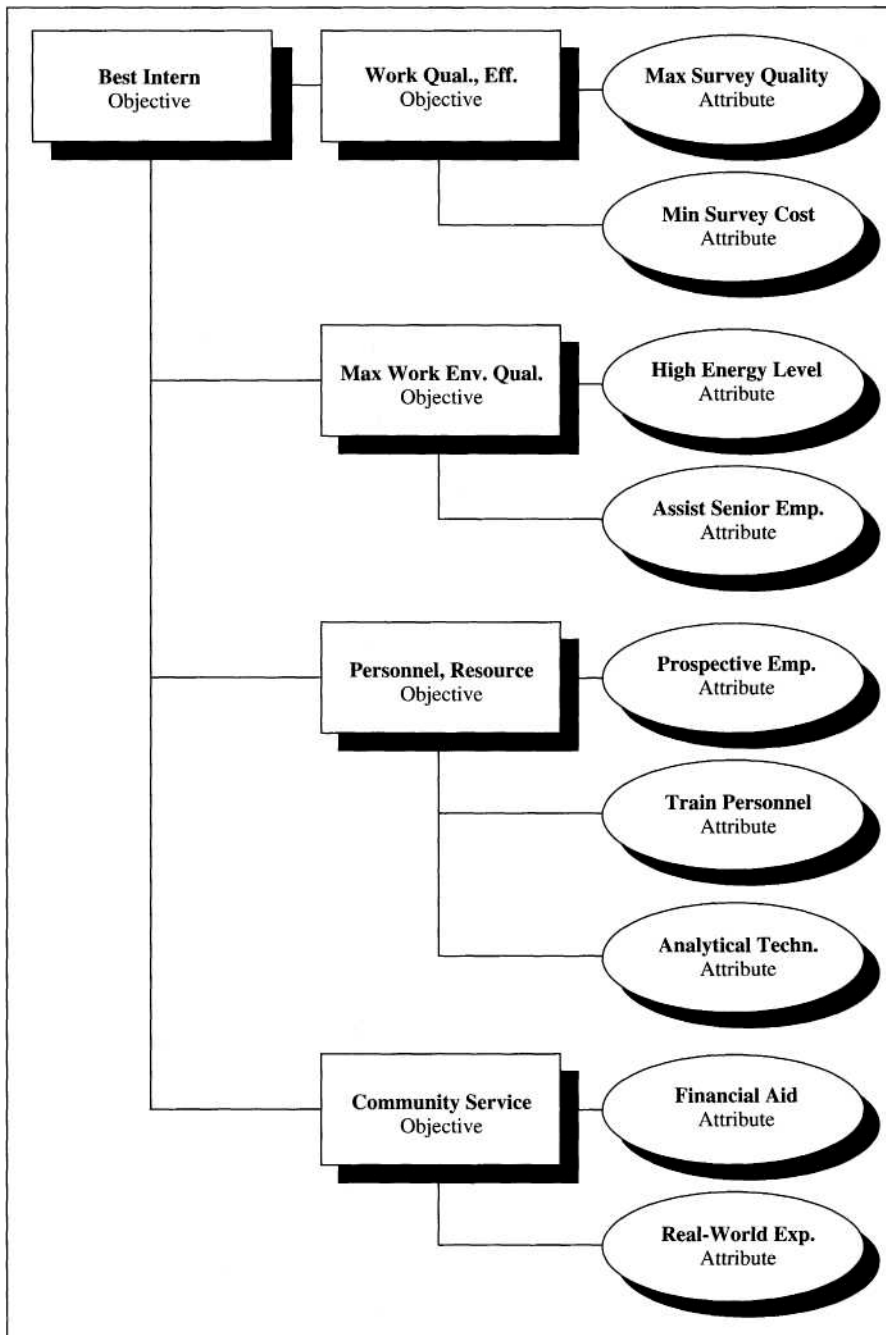 Best Intern
Objective
Work Qual., Eff.
Objective
Max Survey Quality
Attribute
Min Survey Cost
Attribute
Max Work Env. Qual.
Objective
High Energy Level
Attribute
Assist Senior Emp.
Attribute
Personnel, Resource
Objective
Prospective Emp.
Attribute
Train Personnel
Attribute
Analytical Techn.
Attribute
Community Service
Objective
Financial Aid
Attribute
Real-World Exp.
Attribute